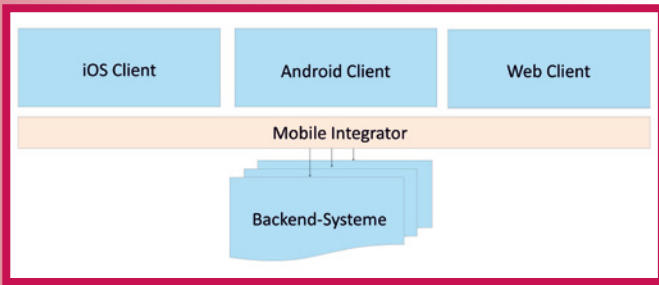 iOS Client
Android Client
Web Client
Mobile Integrator
Backend-Systeme